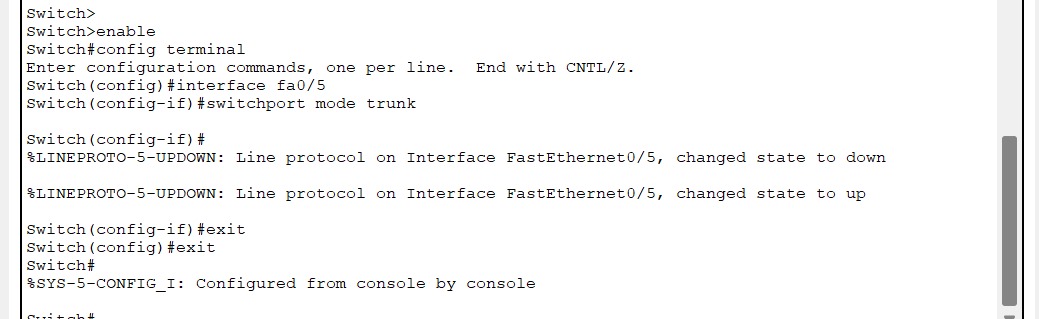 Switch>
Switch>enable
Switch#config terminal
Enter configuration commands, one per line.  End with CNTL/Z.
Switch(config)#interface fa0/5
Switch(config-if)#switchport mode trunk
Switch(config-if)#
%LINEPROTO-5-UPDOWN: Line protocol on Interface FastEthernet0/5, changed state to down
%LINEPROTO-5-UPDOWN: Line protocol on Interface FastEthernet0/5, changed state to up
Switch(config-if)#exit
Switch(config)#exit
Switch#
%SYS-5-CONFIG_I: Configured from console by console
Switch#